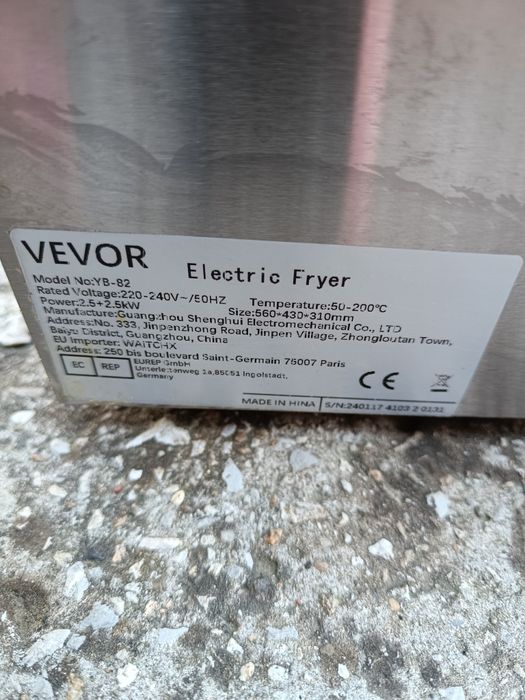 VEVOR Electric Fryer
Model No:YB-82
Rated Voltage:220-240V~/50HZ Temperature:50-200℃
Power:2.5+2.5kW Size:560*430*310mm
Manufacture:Guangzhou Shenghui Electromechanical Co., LTD
Address:No. 333, Jinpenzhong Road, Jinpen Village, Zhongloutan Town,
Baiyu District, Guangzhou, China
EU Importer: WAITCHX
Address: 250 bis boulevard Saint-Germain 75007 Paris
EC REP
EUREP GmbH
1a,85051 Ingolstadt,
Germany
CE
MADE IN HINA S/N:240117 4103 2 0131